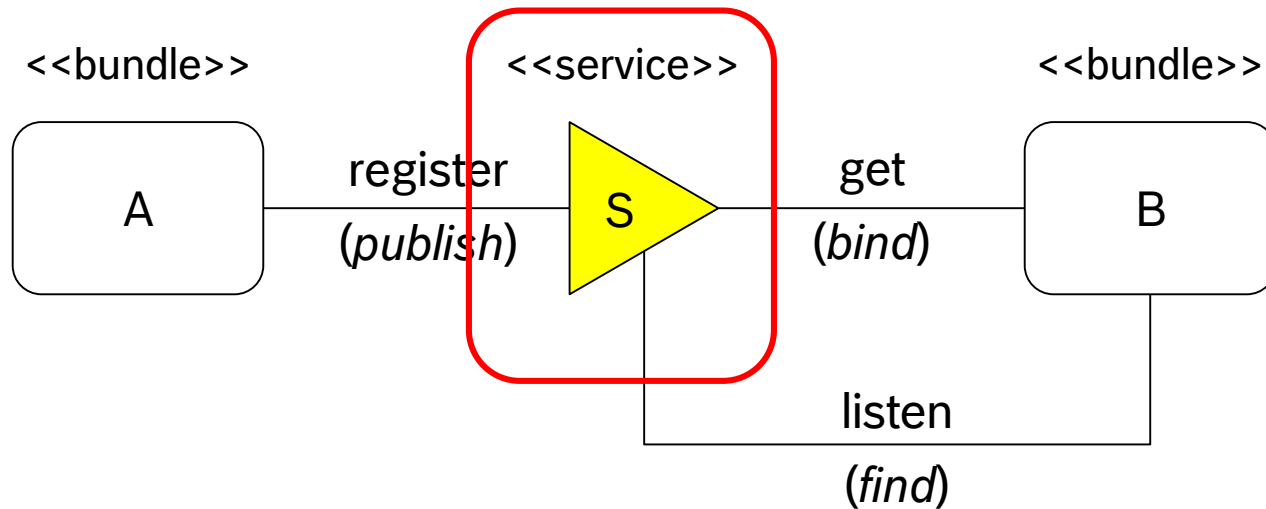 <<bundle>>
<<service>>
<<bundle>>
A
register
(publish)
S
get
(bind)
B
listen
(find)